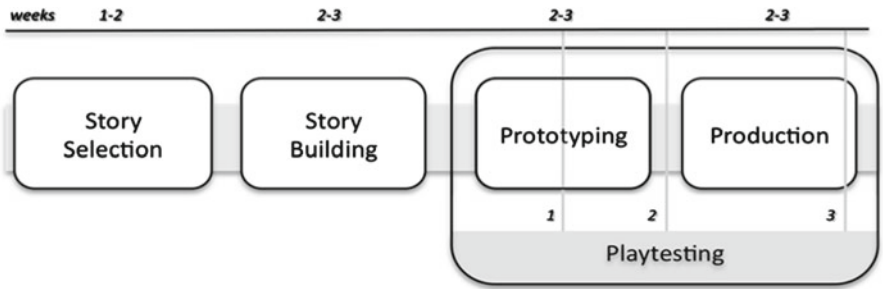 weeks 1-2 2-3 2-3 2-3
Story
Selection
Story
Building
Prototyping
Production
1 2 3
Playtesting